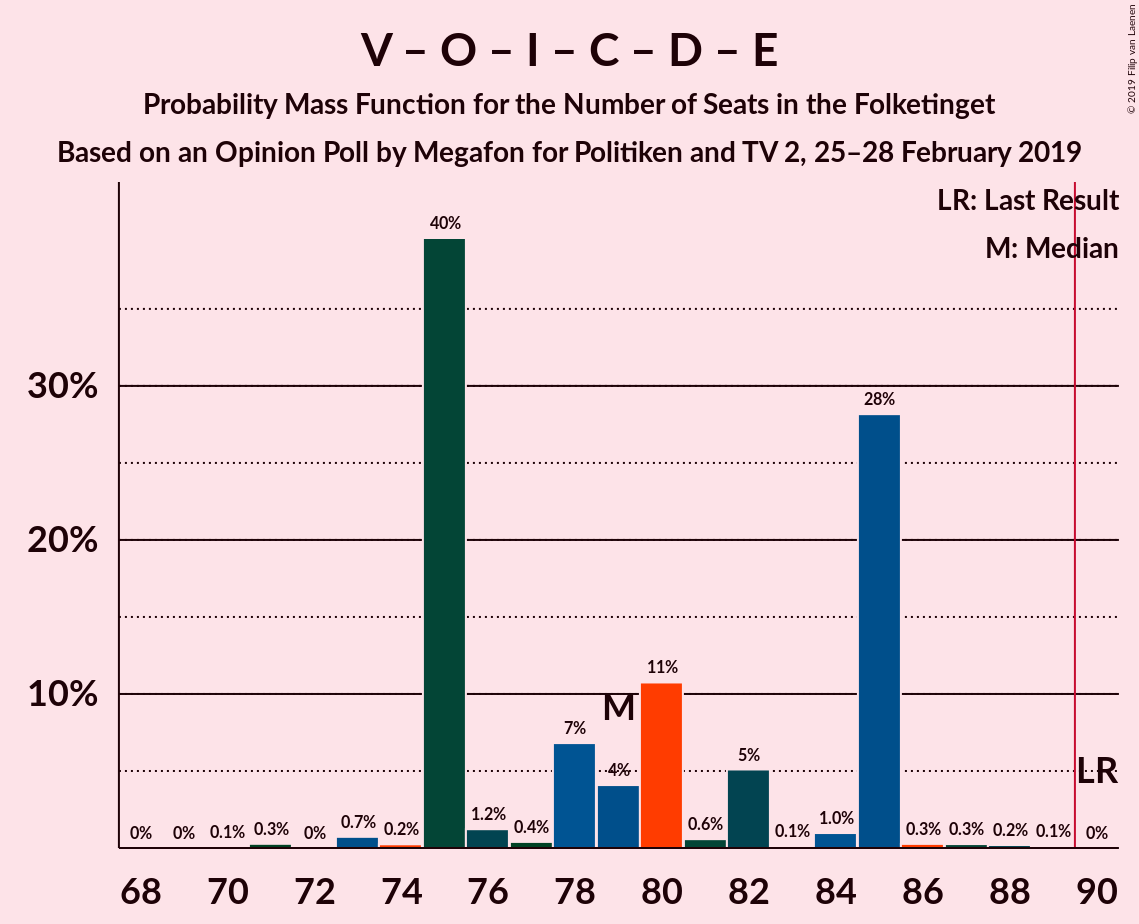 V – O – I – C – D – E
Probability Mass Function for the Number of Seats in the Folketinget
Based on an Opinion Poll by Megafon for Politiken and TV 2, 25–28 February 2019
© 2019 Filip van Laenen
LR: Last Result
M: Median
30%
20%
10%
0%
0%
0.1%
0.3%
0%
0.7%
0.2%
40%
1.2%
0.4%
7%
4%
11%
0.6%
5%
0.1%
1.0%
28%
0.3%
0.3%
0.2%
0.1%
0%
M
LR
68 70 72 74 76 78 80 82 84 86 88 90